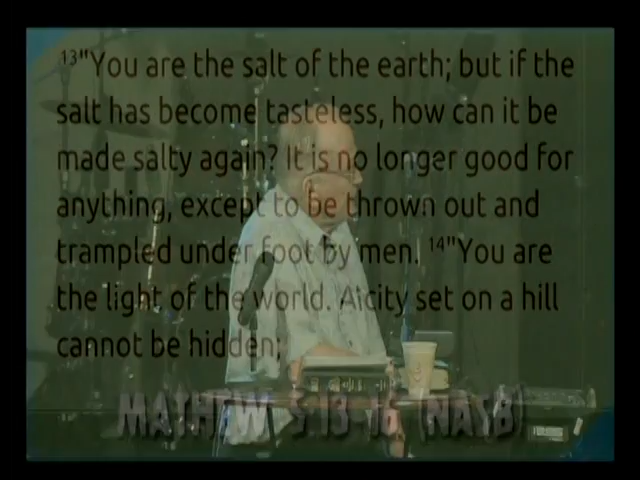 ¹³"You are the salt of the earth; but if the
salt has become tasteless, how can it be
made salty again? It is no longer good for
anything, except to be thrown out and
trampled under foot by men. ¹⁴"You are
the light of the world. A city set on a hill
cannot be hidden;
MATHEW 5:13-16 (NASB)